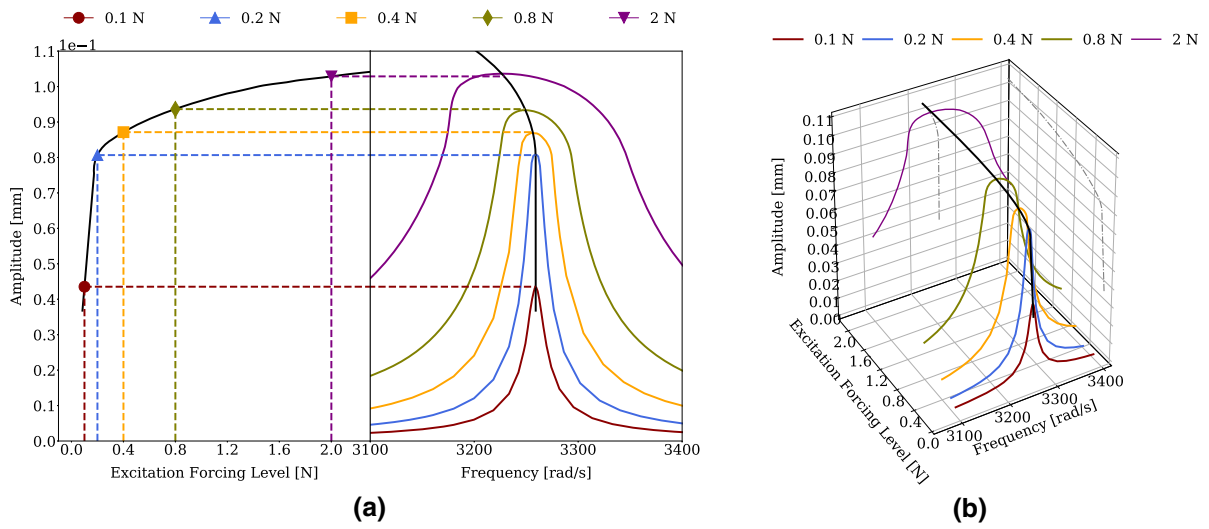 0.1 N 0.2 N 0.4 N 0.8 N 2 N
1e−1
1.1
1.0
0.9
0.8
0.7
0.6
0.5
0.4
0.3
0.2
0.1
0.0
Amplitude [mm]
0.0 0.4 0.8 1.2 1.6 2.0 3100 3200 3300 3400
Excitation Forcing Level [N] Frequency [rad/s]
(a)
0.1 N 0.2 N 0.4 N 0.8 N 2 N
0.11
0.10
0.09
0.08
0.07
0.06
0.05
0.04
0.03
0.02
0.01
0.00
Amplitude [mm]
2.0
1.6
1.2
0.8
0.4
0.0
Excitation Forcing Level [N]
3100 3200 3300 3400
Frequency [rad/s]
(b)